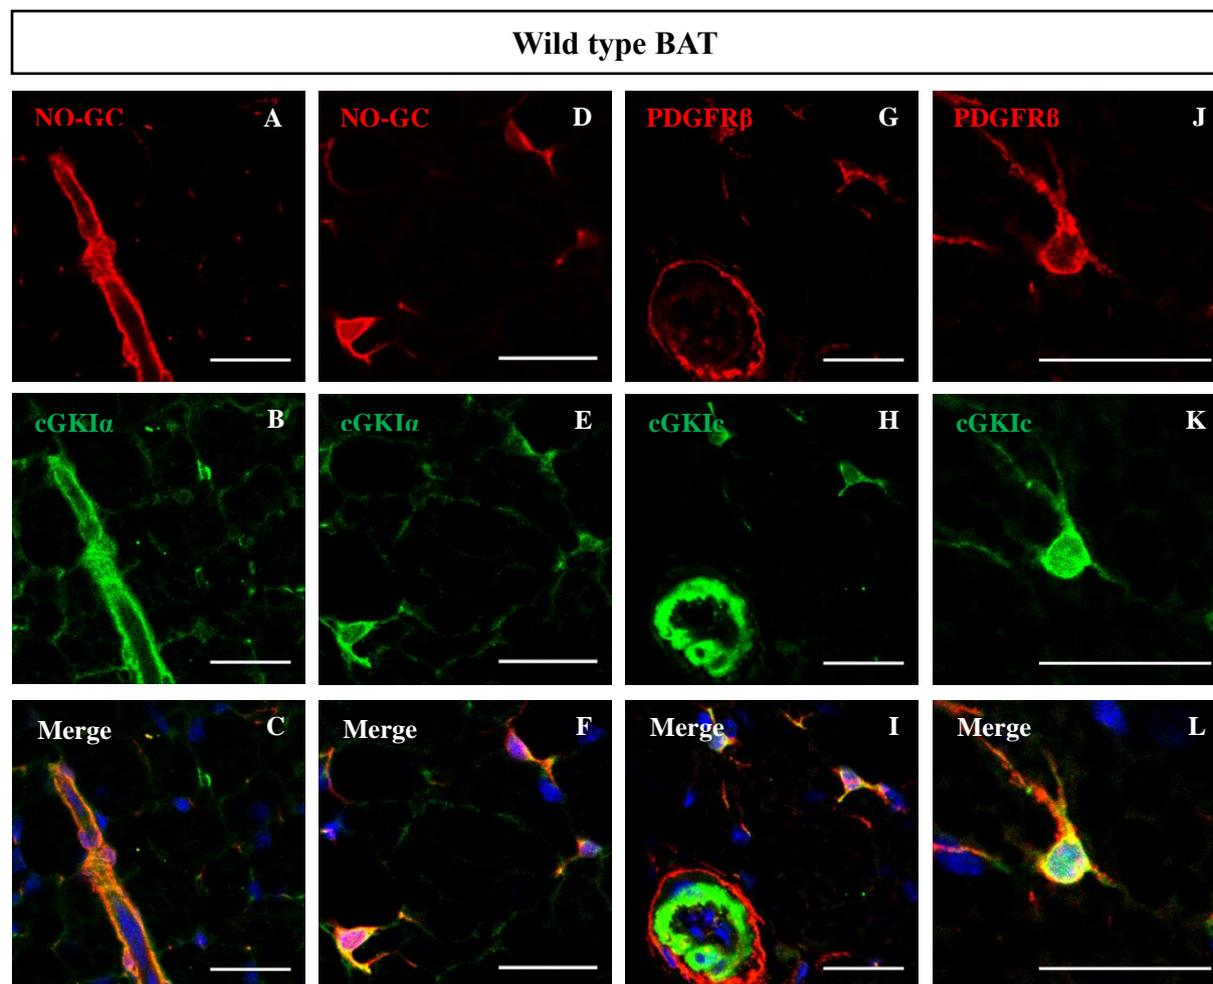 Wild type BAT
NO-GC A
NO-GC D
PDGFRβ G
PDGFRβ J
cGKIα B
cGKIα E
cGKIc H
cGKIc K
Merge C
Merge F
Merge I
Merge L